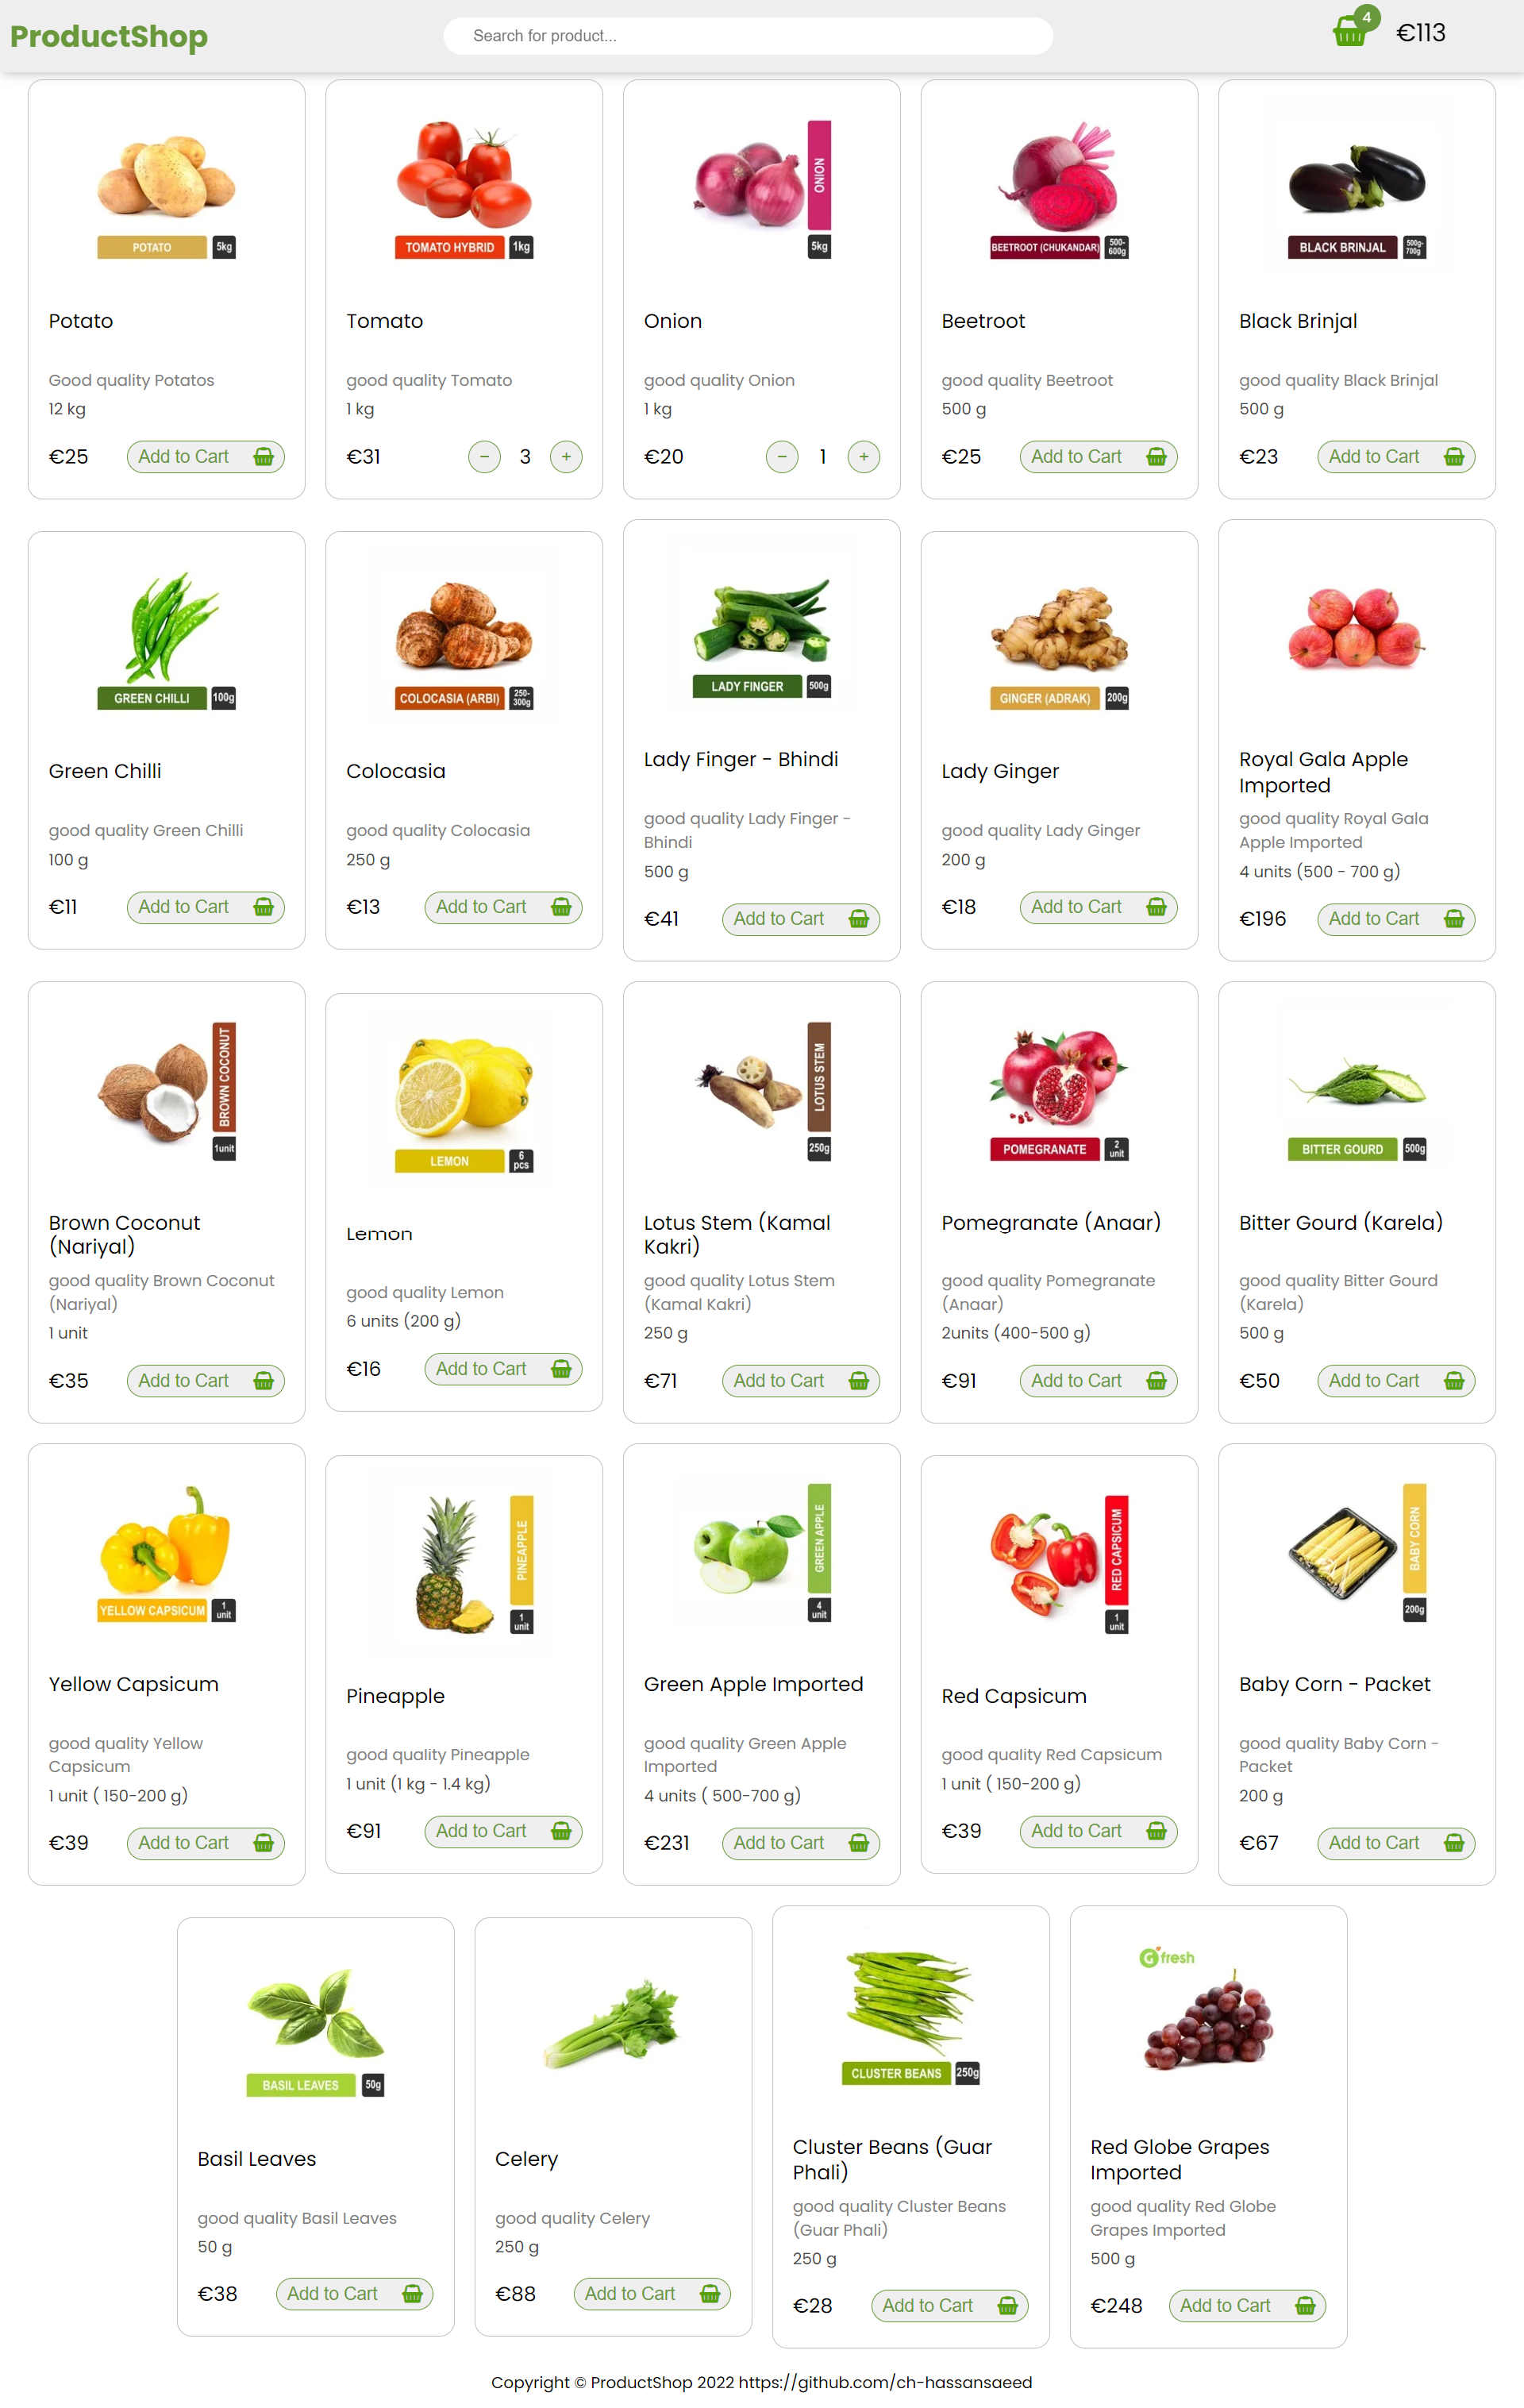 ProductShop
Search for product...
4
€113
POTATO 5kg
Potato
Good quality Potatos
12 kg
€25 Add to Cart
TOMATO HYBRID 1kg
Tomato
good quality Tomato
1 kg
€31 − 3 +
ONION
5kg
Onion
good quality Onion
1 kg
€20 − 1 +
BEETROOT (CHUKANDAR) 500-600g
Beetroot
good quality Beetroot
500 g
€25 Add to Cart
BLACK BRINJAL 500g-700g
Black Brinjal
good quality Black Brinjal
500 g
€23 Add to Cart
GREEN CHILLI 100g
Green Chilli
good quality Green Chilli
100 g
€11 Add to Cart
COLOCASIA (ARBI) 250-300g
Colocasia
good quality Colocasia
250 g
€13 Add to Cart
LADY FINGER 500g
Lady Finger - Bhindi
good quality Lady Finger -
Bhindi
500 g
€41 Add to Cart
GINGER (ADRAK) 200g
Lady Ginger
good quality Lady Ginger
200 g
€18 Add to Cart
Royal Gala Apple
Imported
good quality Royal Gala
Apple Imported
4 units (500 - 700 g)
€196 Add to Cart
BROWN COCONUT
1unit
Brown Coconut
(Nariyal)
good quality Brown Coconut
(Nariyal)
1 unit
€35 Add to Cart
LEMON 6 pcs
Lemon
good quality Lemon
6 units (200 g)
€16 Add to Cart
LOTUS STEM
250g
Lotus Stem (Kamal
Kakri)
good quality Lotus Stem
(Kamal Kakri)
250 g
€71 Add to Cart
POMEGRANATE 2 unit
Pomegranate (Anaar)
good quality Pomegranate
(Anaar)
2units (400-500 g)
€91 Add to Cart
BITTER GOURD 500g
Bitter Gourd (Karela)
good quality Bitter Gourd
(Karela)
500 g
€50 Add to Cart
YELLOW CAPSICUM 1 unit
Yellow Capsicum
good quality Yellow
Capsicum
1 unit ( 150-200 g)
€39 Add to Cart
PINEAPPLE
1 unit
Pineapple
good quality Pineapple
1 unit (1 kg - 1.4 kg)
€91 Add to Cart
GREEN APPLE
4 unit
Green Apple Imported
good quality Green Apple
Imported
4 units ( 500-700 g)
€231 Add to Cart
RED CAPSICUM
1 unit
Red Capsicum
good quality Red Capsicum
1 unit ( 150-200 g)
€39 Add to Cart
BABY CORN
200g
Baby Corn - Packet
good quality Baby Corn -
Packet
200 g
€67 Add to Cart
BASIL LEAVES 50g
Basil Leaves
good quality Basil Leaves
50 g
€38 Add to Cart
Celery
good quality Celery
250 g
€88 Add to Cart
CLUSTER BEANS 250g
Cluster Beans (Guar
Phali)
good quality Cluster Beans
(Guar Phali)
250 g
€28 Add to Cart
G fresh
Red Globe Grapes
Imported
good quality Red Globe
Grapes Imported
500 g
€248 Add to Cart
Copyright © ProductShop 2022 https://github.com/ch-hassansaeed